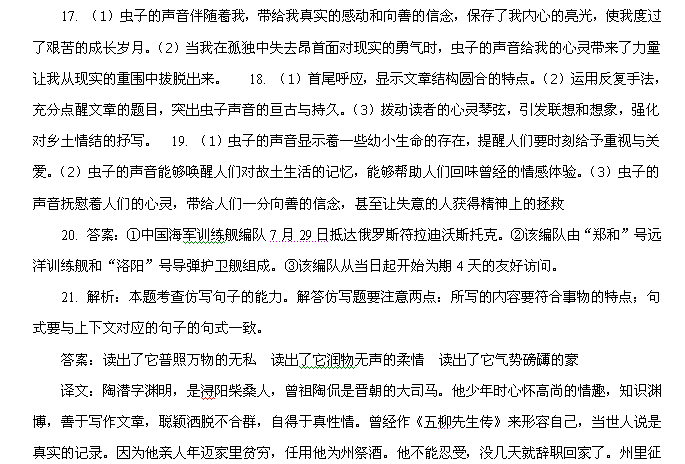 17. （1）虫子的声音伴随着我，带给我真实的感动和向善的信念，保存了我内心的亮光，使我度过
了艰苦的成长岁月。（2）当我在孤独中失去昂首面对现实的勇气时，虫子的声音给我的心灵带来了力量
让我从现实的重围中拔脱出来。 18. （1）首尾呼应，显示文章结构圆合的特点。（2）运用反复手法，
充分点醒文章的题目，突出虫子声音的亘古与持久。（3）拨动读者的心灵琴弦，引发联想和想象，强化
对乡土情结的抒写。 19. （1）虫子的声音显示着一些幼小生命的存在，提醒人们要时刻给予重视与关
爱。（2）虫子的声音能够唤醒人们对故土生活的记忆，能够帮助人们回味曾经的情感体验。（3）虫子的
声音抚慰着人们的心灵，带给人们一分向善的信念，甚至让失意的人获得精神上的拯救
20. 答案：①中国海军训练舰编队 7 月 29 日抵达俄罗斯符拉迪沃斯托克。②该编队由“郑和”号远
洋训练舰和“洛阳”号导弹护卫舰组成。③该编队从当日起开始为期 4 天的友好访问。
21. 解析：本题考查仿写句子的能力。解答仿写题要注意两点：所写的内容要符合事物的特点；句
式要与上下文对应的句子的句式一致。
答案：读出了它普照万物的无私 读出了它润物无声的柔情 读出了它气势磅礴的豪
译文：陶潜字渊明，是浔阳柴桑人，曾祖陶侃是晋朝的大司马。他少年时心怀高尚的情趣，知识渊
博，善于写作文章，聪颖洒脱不合群，自得于真性情。曾经作《五柳先生传》来形容自己，当世人说是
真实的记录。因为他亲人年迈家里贫穷，任用他为州祭酒。他不能忍受，没几天就辞职回家了。州里征